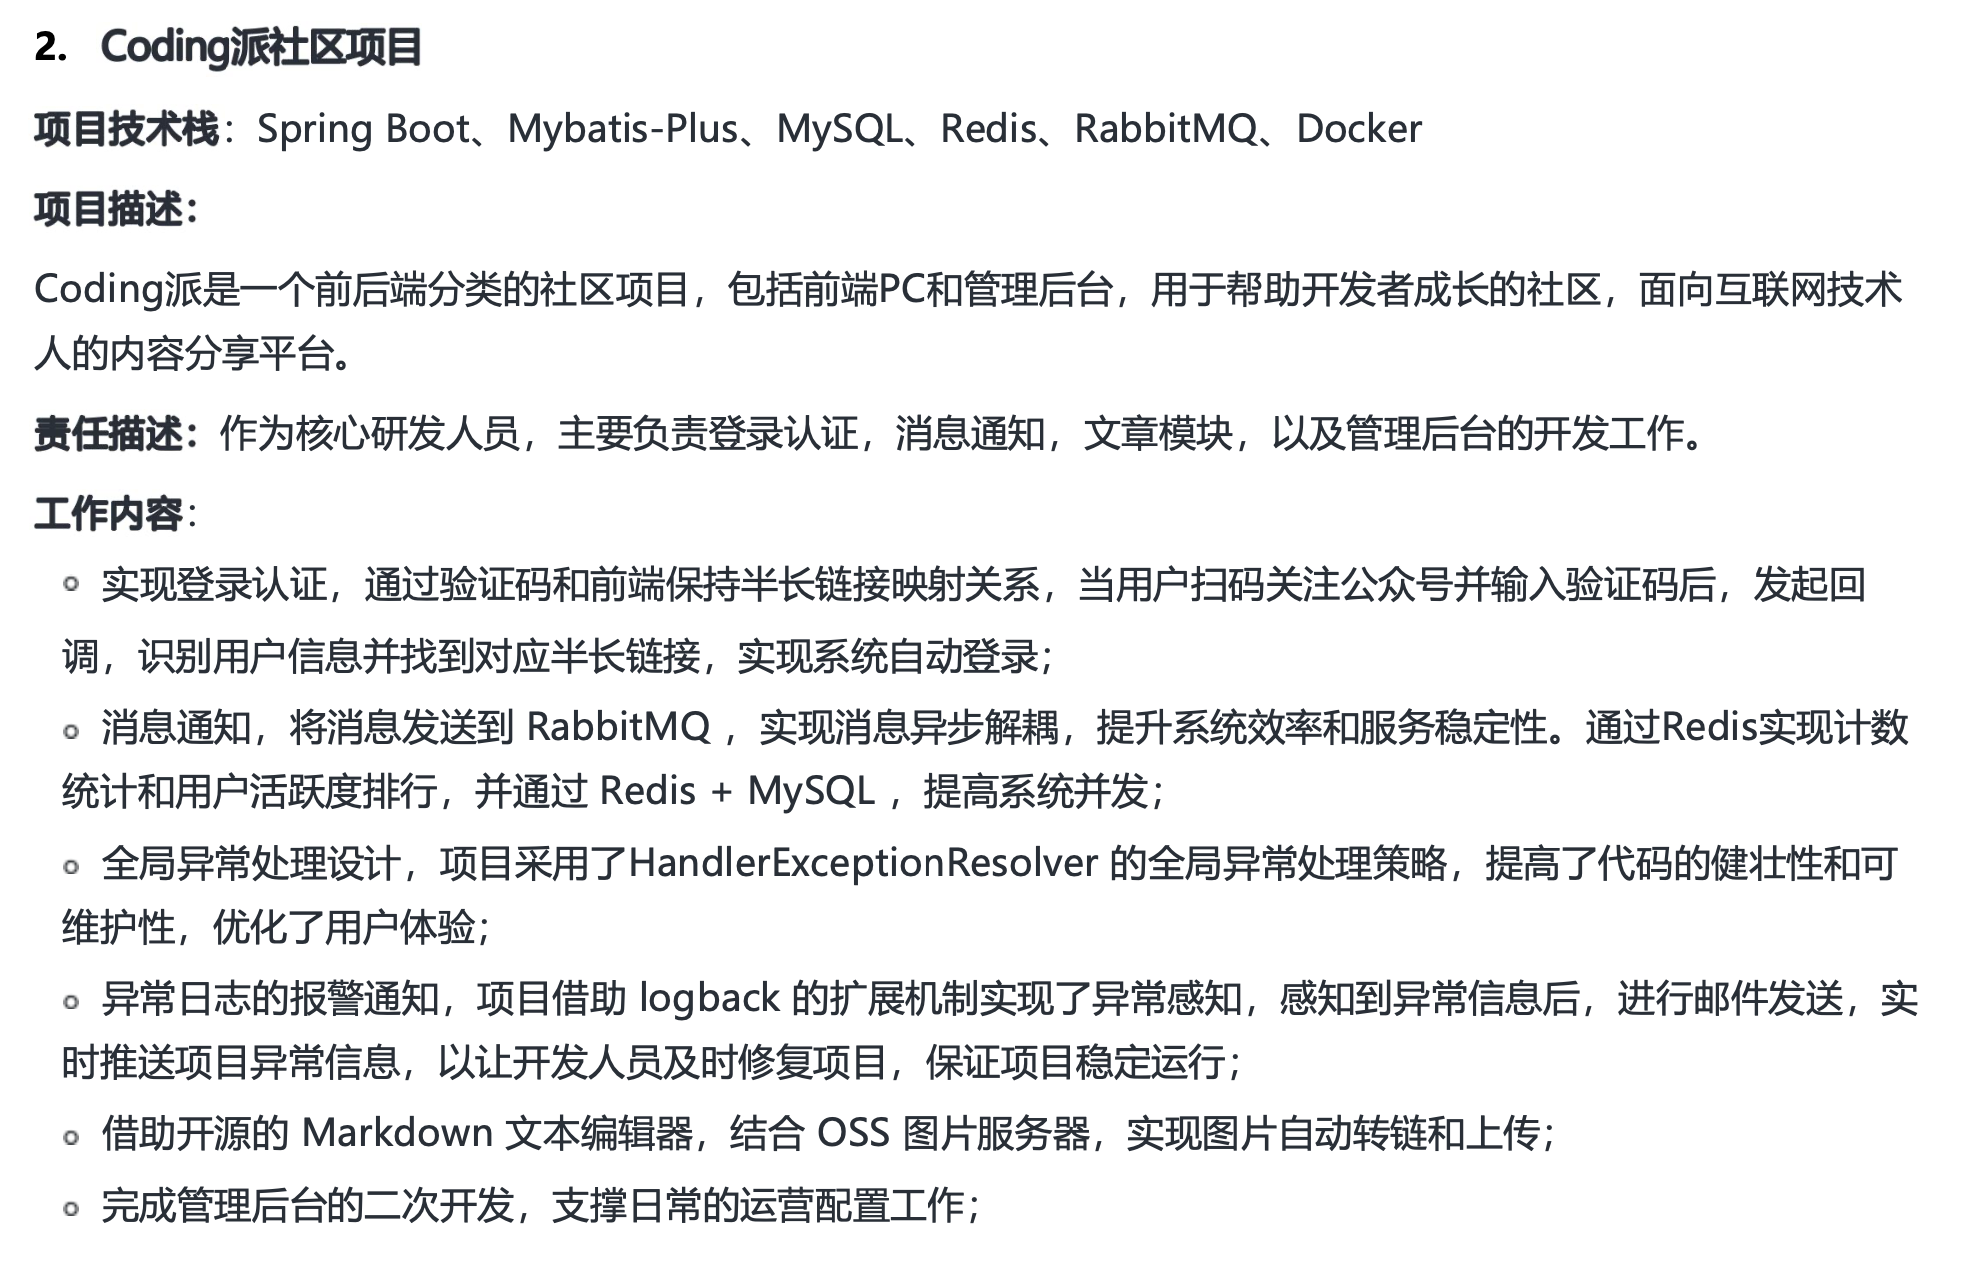 2. Coding派社区项目
项目技术栈：Spring Boot、Mybatis-Plus、MySQL、Redis、RabbitMQ、Docker
项目描述：
Coding派是一个前后端分类的社区项目，包括前端PC和管理后台，用于帮助开发者成长的社区，面向互联网技术
人的内容分享平台。
责任描述：作为核心研发人员，主要负责登录认证，消息通知，文章模块，以及管理后台的开发工作。
工作内容：
实现登录认证，通过验证码和前端保持半长链接映射关系，当用户扫码关注公众号并输入验证码后，发起回
调，识别用户信息并找到对应半长链接，实现系统自动登录；
消息通知，将消息发送到 RabbitMQ ，实现消息异步解耦，提升系统效率和服务稳定性。通过Redis实现计数
统计和用户活跃度排行，并通过 Redis + MySQL ，提高系统并发；
全局异常处理设计，项目采用了HandlerExceptionResolver 的全局异常处理策略，提高了代码的健壮性和可
维护性，优化了用户体验；
异常日志的报警通知，项目借助 logback 的扩展机制实现了异常感知，感知到异常信息后，进行邮件发送，实
时推送项目异常信息，以让开发人员及时修复项目，保证项目稳定运行；
借助开源的 Markdown 文本编辑器，结合 OSS 图片服务器，实现图片自动转链和上传；
完成管理后台的二次开发，支撑日常的运营配置工作；